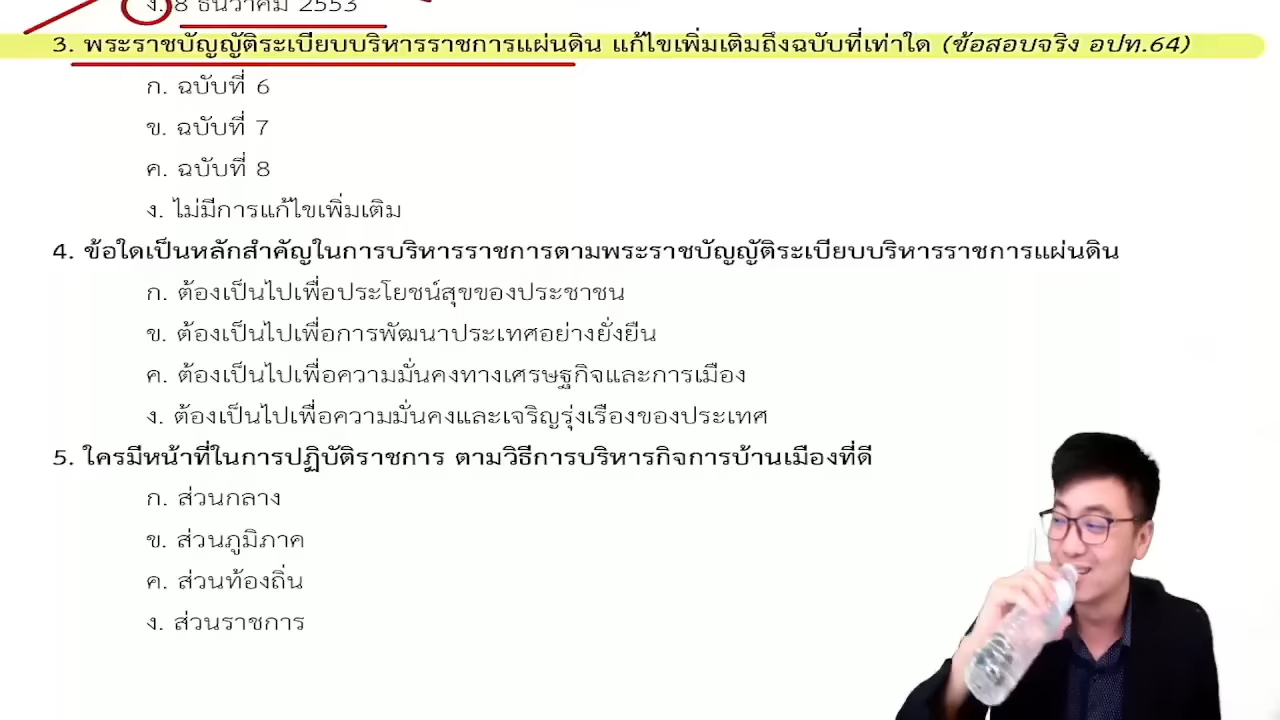 ง. 8 ธันวาคม 2553
3. พระราชบัญญัติระเบียบบริหารราชการแผ่นดิน แก้ไขเพิ่มเติมถึงฉบับที่เท่าใด (ข้อสอบจริง อปท.64)
ก. ฉบับที่ 6
ข. ฉบับที่ 7
ค. ฉบับที่ 8
ง. ไม่มีการแก้ไขเพิ่มเติม
4. ข้อใดเป็นหลักสำคัญในการบริหารราชการตามพระราชบัญญัติระเบียบบริหารราชการแผ่นดิน
ก. ต้องเป็นไปเพื่อประโยชน์สุขของประชาชน
ข. ต้องเป็นไปเพื่อการพัฒนาประเทศอย่างยั่งยืน
ค. ต้องเป็นไปเพื่อความมั่นคงทางเศรษฐกิจและการเมือง
ง. ต้องเป็นไปเพื่อความมั่นคงและเจริญรุ่งเรืองของประเทศ
5. ใครมีหน้าที่ในการปฏิบัติราชการ ตามวิธีการบริหารกิจการบ้านเมืองที่ดี
ก. ส่วนกลาง
ข. ส่วนภูมิภาค
ค. ส่วนท้องถิ่น
ง. ส่วนราชการ